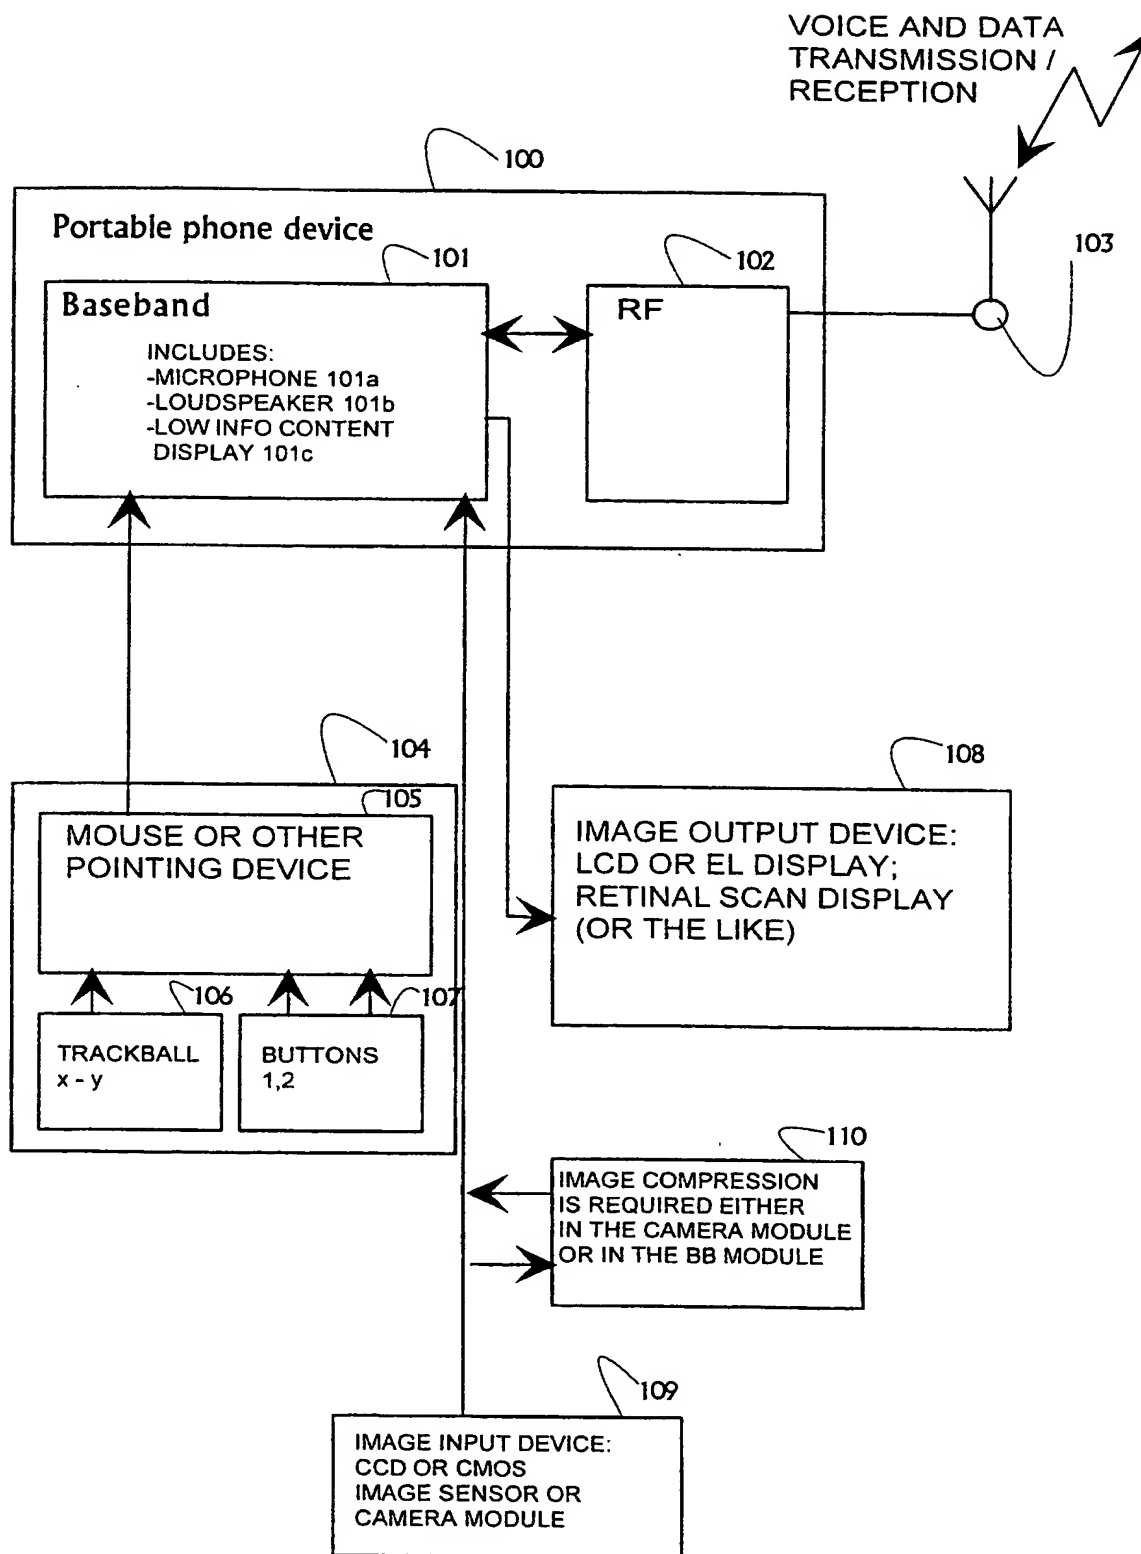 VOICE AND DATA
TRANSMISSION /
RECEPTION
100
Portable phone device
101
102
103
Baseband
RF
INCLUDES:
-MICROPHONE 101a
-LOUDSPEAKER 101b
-LOW INFO CONTENT
DISPLAY 101c
104
108
105
MOUSE OR OTHER
POINTING DEVICE
IMAGE OUTPUT DEVICE:
LCD OR EL DISPLAY;
RETINAL SCAN DISPLAY
(OR THE LIKE)
106
107
TRACKBALL
x - y
BUTTONS
1,2
110
IMAGE COMPRESSION
IS REQUIRED EITHER
IN THE CAMERA MODULE
OR IN THE BB MODULE
109
IMAGE INPUT DEVICE:
CCD OR CMOS
IMAGE SENSOR OR
CAMERA MODULE